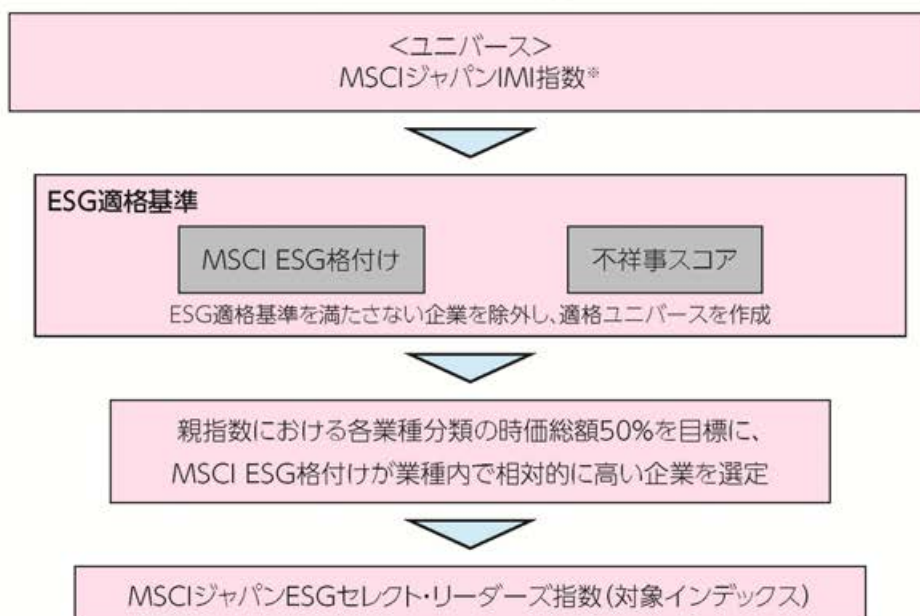 <ユニバース>
MSCIジャパンIMI指数※
ESG適格基準
MSCI ESG格付け
不祥事スコア
ESG適格基準を満たさない企業を除外し、適格ユニバースを作成
親指数における各業種分類の時価総額50%を目標に、
MSCI ESG格付けが業種内で相対的に高い企業を選定
MSCIジャパンESGセレクト・リーダーズ指数(対象インデックス)